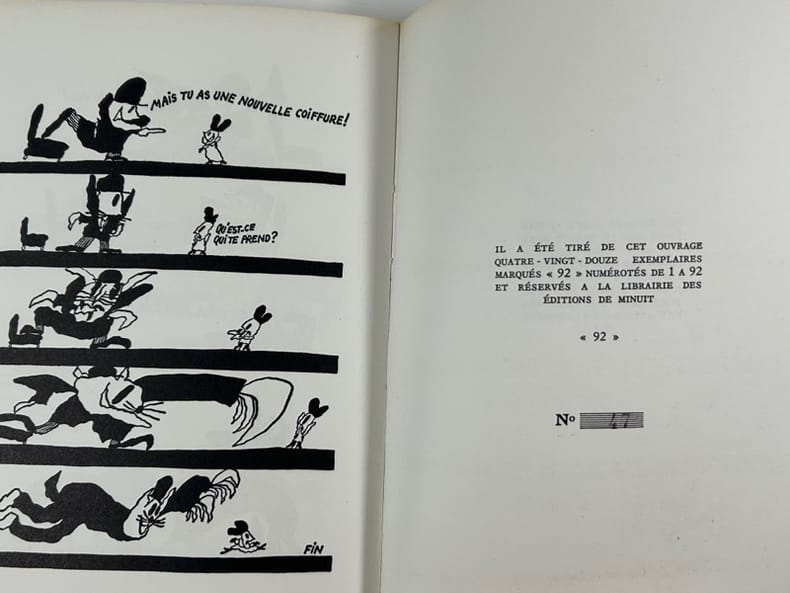 MAIS TU AS UNE NOUVELLE COIFFURE!
QU'EST-CE
QUI TE PREND?
FIN
IL A ÉTÉ TIRÉ DE CET OUVRAGE
QUATRE-VINGT-DOUZE EXEMPLAIRES
MARQUÉS « 92 » NUMÉROTÉS DE 1 A 92
ET RÉSERVÉS A LA LIBRAIRIE DES
ÉDITIONS DE MINUIT
« 92 »
Nº 47